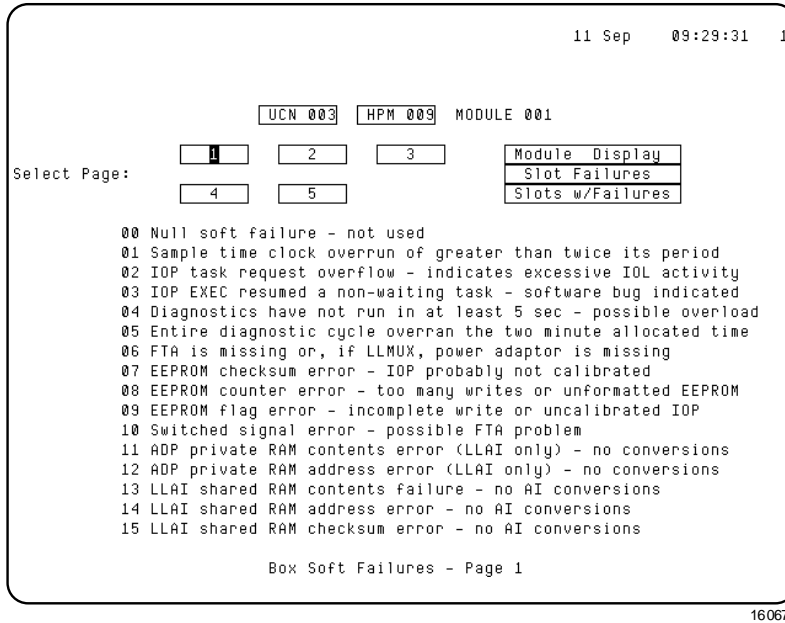 11 Sep 09:29:31 1
UCN 003 HPM 009 MODULE 001
1 2 3 Module Display
Select Page: Slot Failures
4 5 Slots w/Failures
00 Null soft failure - not used
01 Sample time clock overrun of greater than twice its period
02 IOP task request overflow - indicates excessive IOL activity
03 IOP EXEC resumed a non-waiting task - software bug indicated
04 Diagnostics have not run in at least 5 sec - possible overload
05 Entire diagnostic cycle overran the two minute allocated time
06 FTA is missing or, if LLMUX, power adaptor is missing
07 EEPROM checksum error - IOP probably not calibrated
08 EEPROM counter error - too many writes or unformatted EEPROM
09 EEPROM flag error - incomplete write or uncalibrated IOP
10 Switched signal error - possible FTA problem
11 ADP private RAM contents error (LLAI only) - no conversions
12 ADP private RAM address error (LLAI only) - no conversions
13 LLAI shared RAM contents failure - no AI conversions
14 LLAI shared RAM address error - no AI conversions
15 LLAI shared RAM checksum error - no AI conversions
Box Soft Failures - Page 1
16067